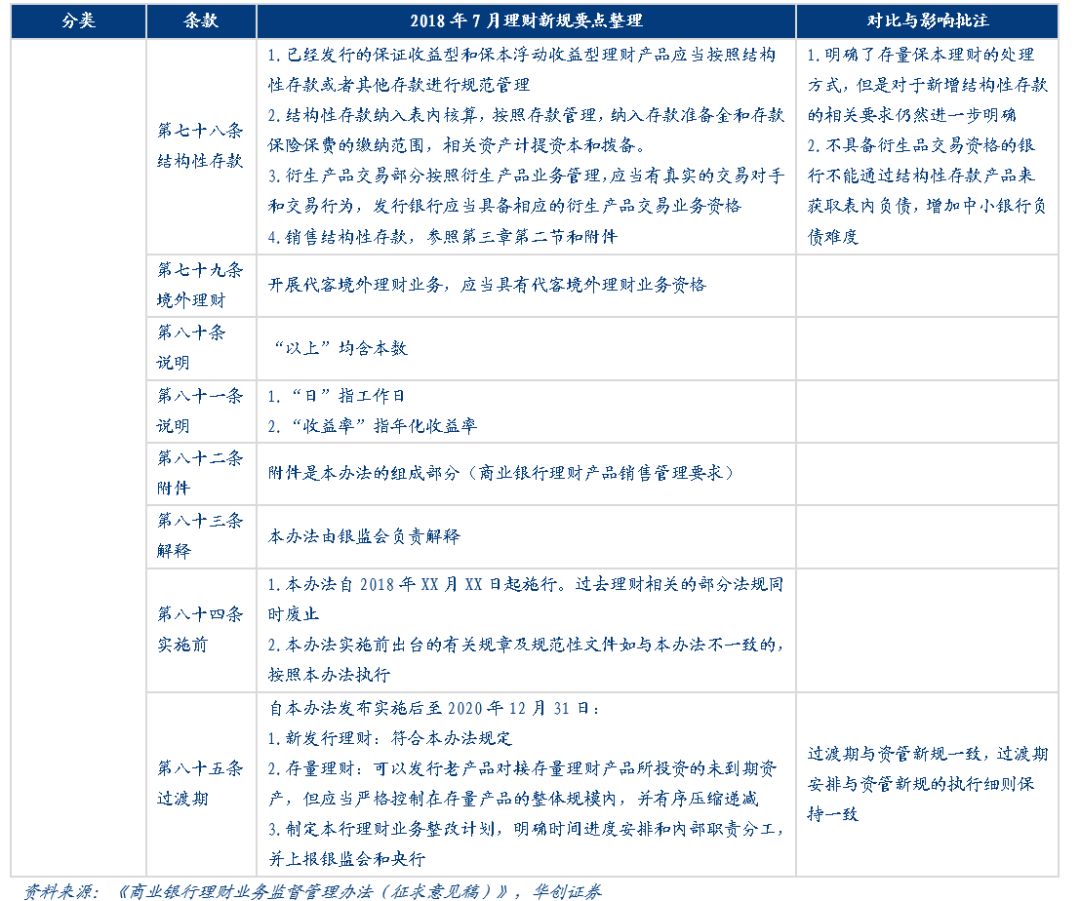 分类 条款 2018年7月理财新规要点整理 对比与影响批注
第七十八条
结构性存款
1. 已经发行的保证收益型和保本浮动收益型理财产品应当按照结构
性存款或者其他存款进行规范管理
2. 结构性存款纳入表内核算，按照存款管理，纳入存款准备金和存款
保险保费的缴纳范围，相关资产计提资本和拨备。
3. 衍生产品交易部分按照衍生产品业务管理，应当有真实的交易对手
和交易行为，发行银行应当具备相应的衍生产品交易业务资格
4. 销售结构性存款，参照第三章第二节和附件
1. 明确了存量保本理财的处理
方式，但是对于新增结构性存款
的相关要求仍然进一步明确
2. 不具备衍生品交易资格的银
行不能通过结构性存款产品来
获取表内负债，增加中小银行负
债难度
第七十九条
境外理财
开展代客境外理财业务，应当具有代客境外理财业务资格
第八十条
说明
“以上”均含本数
第八十一条
说明
1. “日”指工作日
2. “收益率”指年化收益率
第八十二条
附件
附件是本办法的组成部分（商业银行理财产品销售管理要求）
第八十三条
解释
本办法由银监会负责解释
第八十四条
实施前
1. 本办法自 2018 年 XX 月 XX 日起施行。过去理财相关的部分法规同
时废止
2. 本办法实施前出台的有关规章及规范性文件如与本办法不一致的，
按照本办法执行
第八十五条
过渡期
自本办法发布实施后至 2020 年 12 月 31 日：
1. 新发行理财：符合本办法规定
2. 存量理财：可以发行老产品对接存量理财产品所投资的未到期资
产，但应当严格控制在存量产品的整体规模内，并有序压缩递减
3. 制定本行理财业务整改计划，明确时间进度安排和内部职责分工，
并上报银监会和央行
过渡期与资管新规一致，过渡期
安排与资管新规的执行细则保
持一致
资料来源：《商业银行理财业务监督管理办法（征求意见稿）》，华创证券